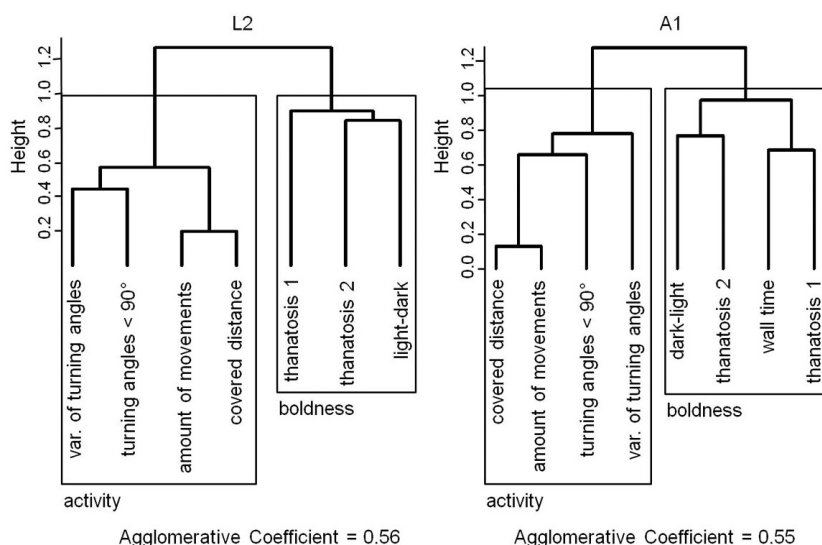 L2
Height
1.2
1.0
0.8
0.6
0.4
0.2
var. of turning angles
turning angles < 90°
amount of movements
covered distance
thanatosis 1
thanatosis 2
light-dark
boldness
activity
Agglomerative Coefficient = 0.56
A1
Height
1.2
1.0
0.8
0.6
0.4
0.2
0.0
covered distance
amount of movements
turning angles < 90°
var. of turning angles
dark-light
thanatosis 2
wall time
thanatosis 1
boldness
activity
Agglomerative Coefficient = 0.55